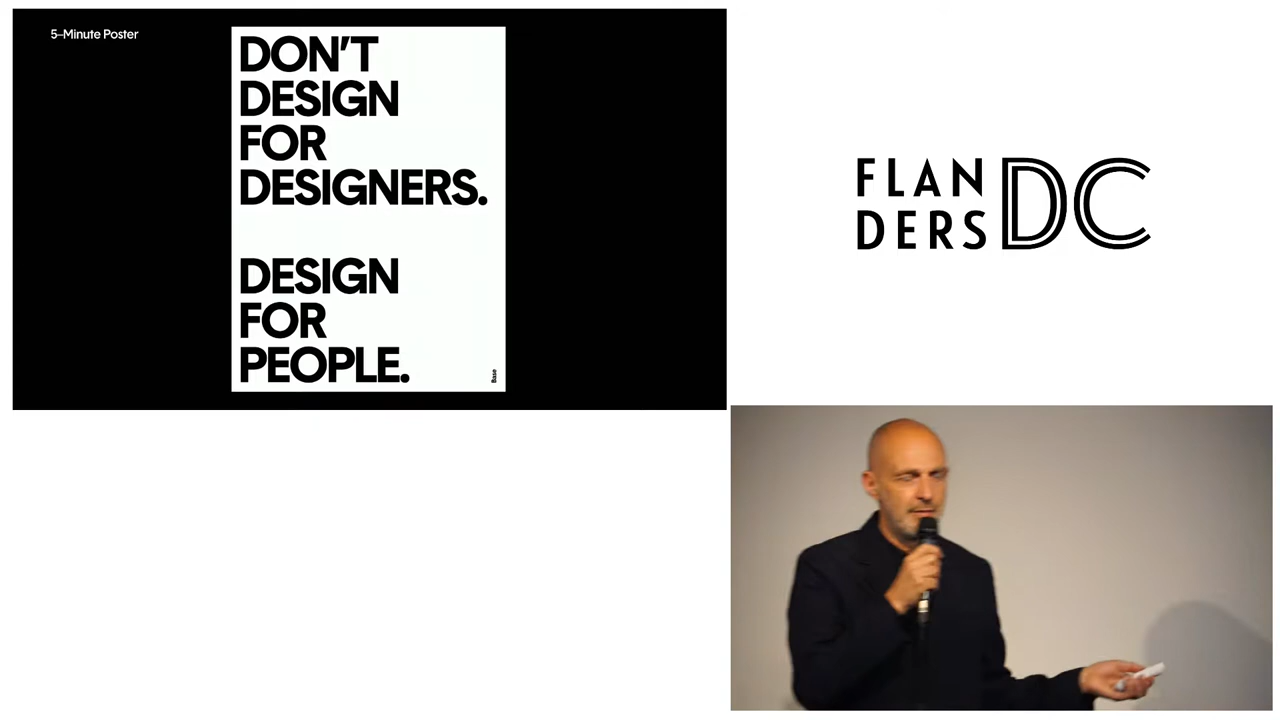 5–Minute Poster
DON'T
DESIGN
FOR
DESIGNERS.
DESIGN
FOR
PEOPLE.
Base
FLAN
DERS
DC